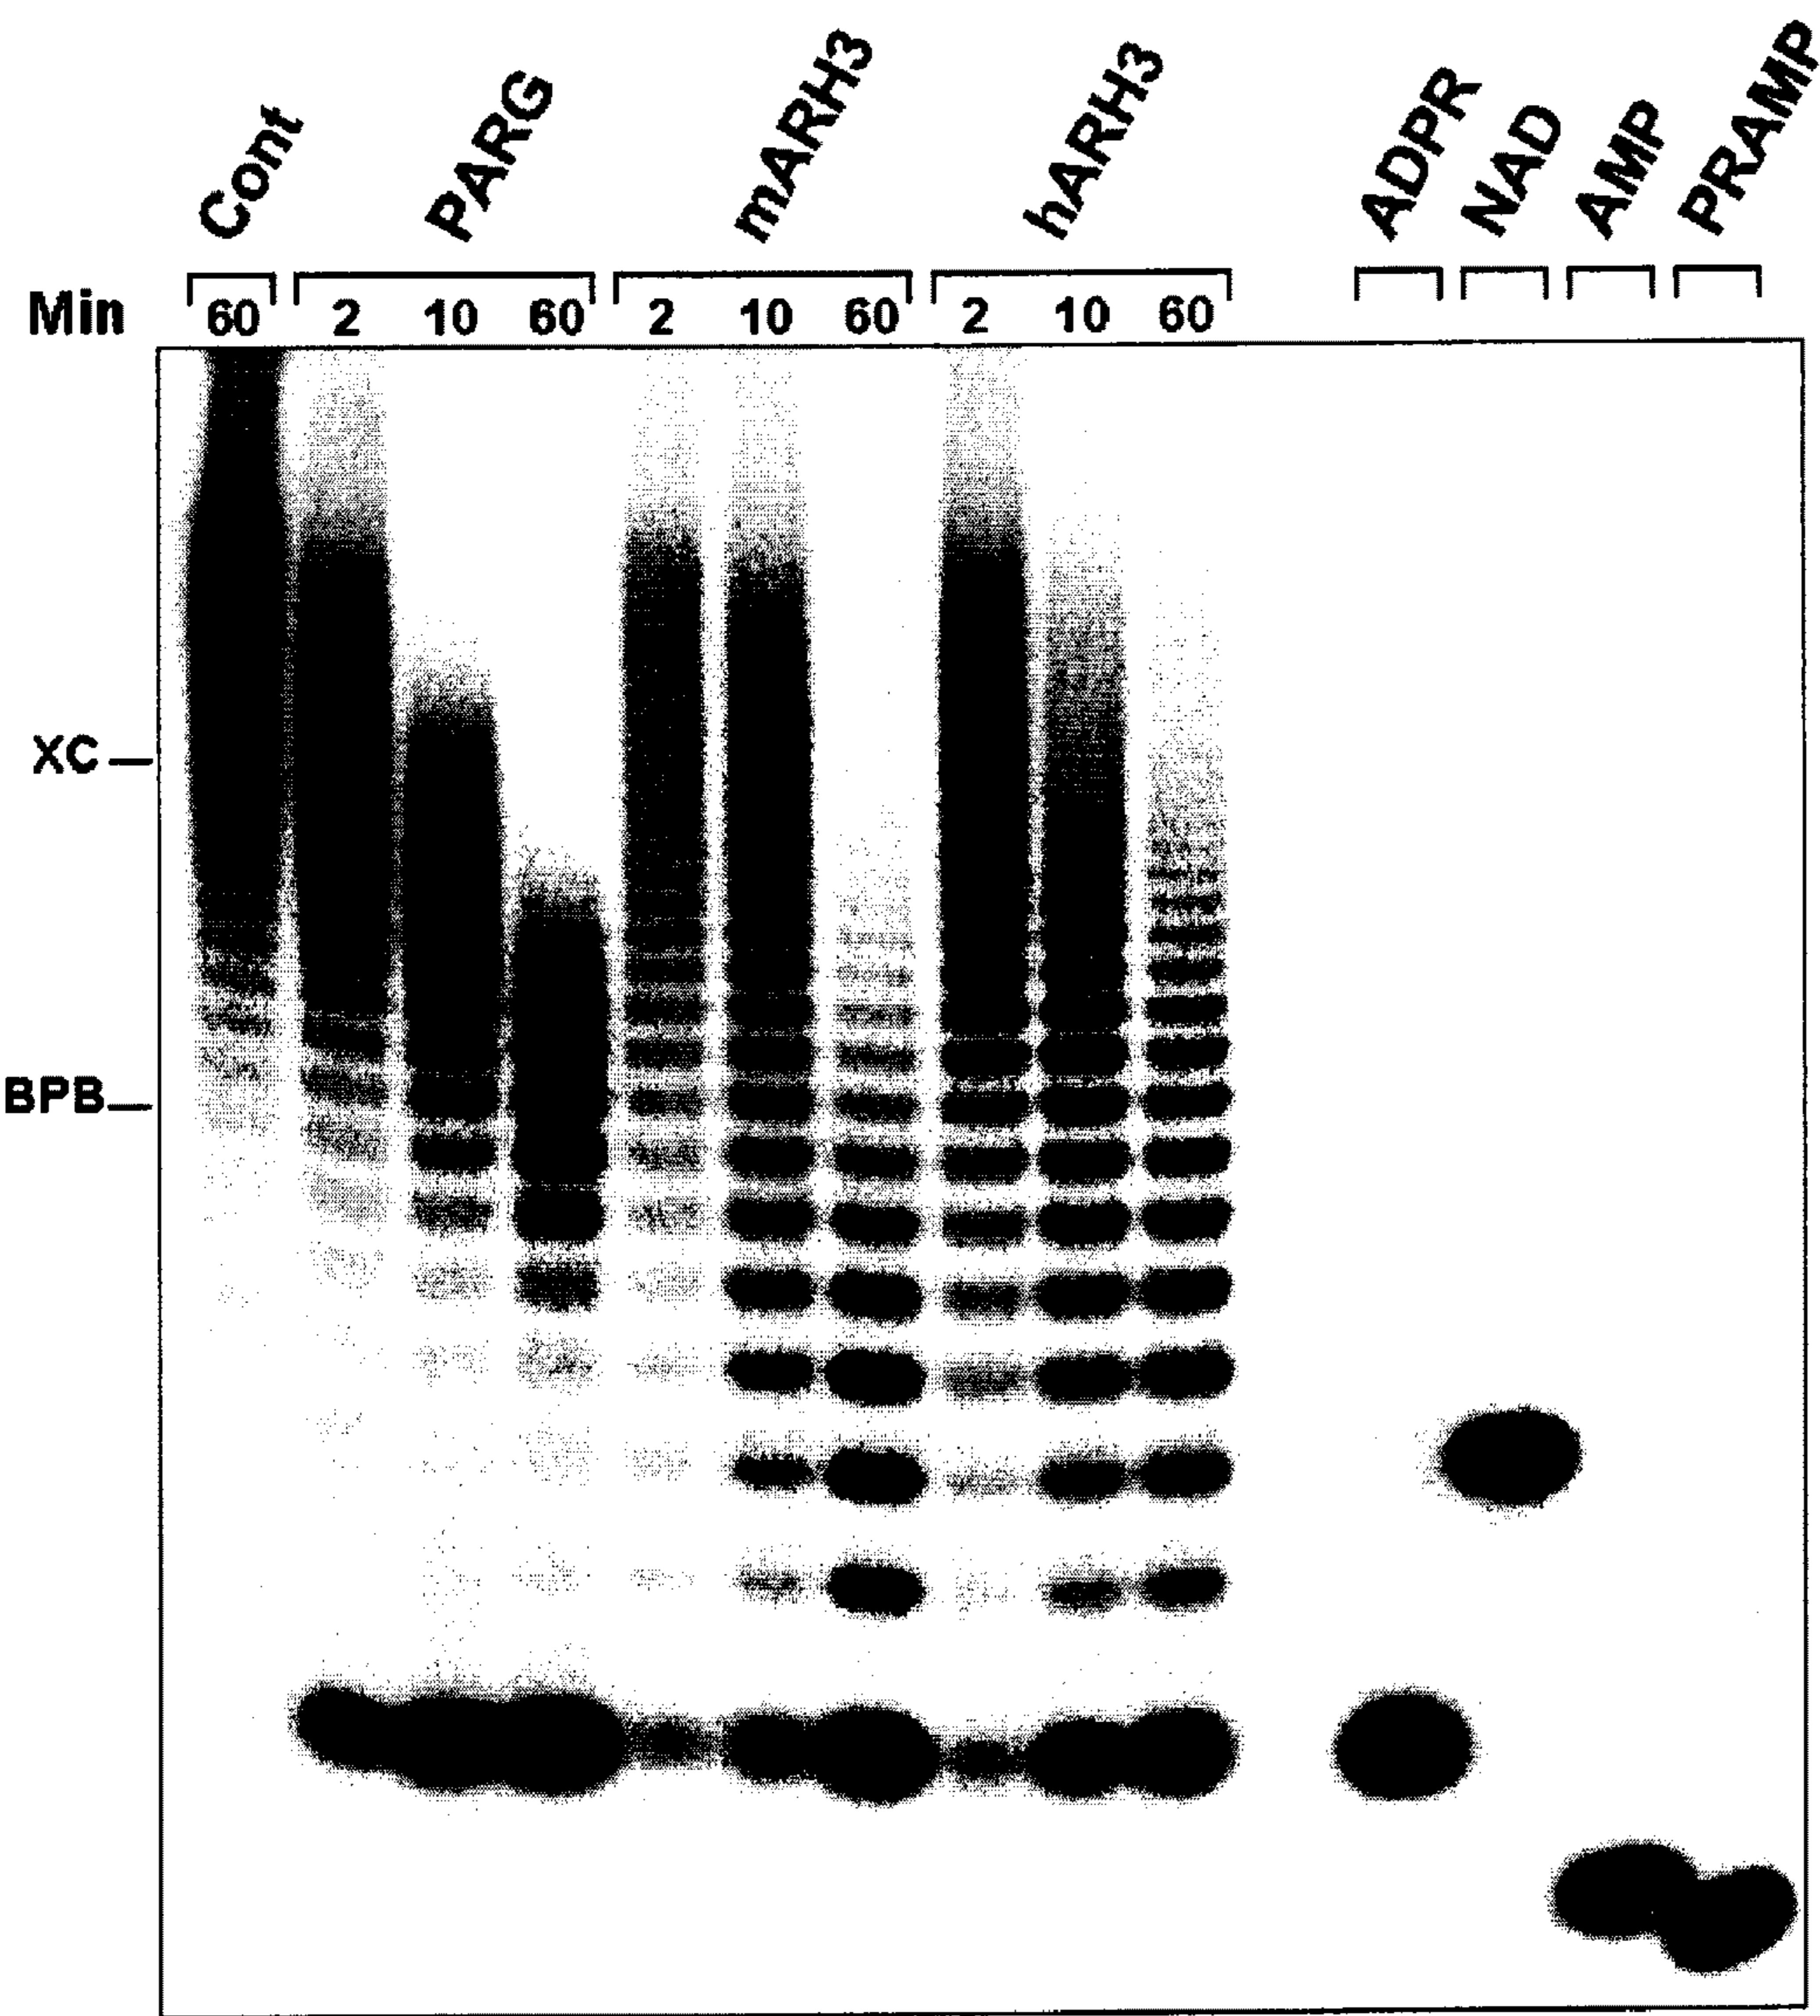 Cont PARG mARH3 hARH3 ADPR NAD AMP PRAMP
Min 60 2 10 60 2 10 60 2 10 60
XC
BPB